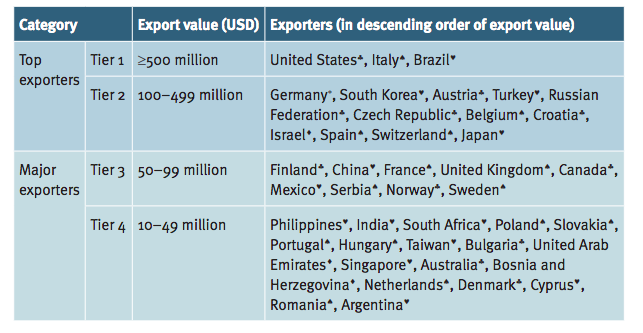 Category Export value (USD) Exporters (in descending order of export value)
Top exporters Tier 1 ≥500 million United States♣, Italy♠, Brazil♥
Tier 2 100–499 million Germany⁺, South Korea♥, Austria♠, Turkey♥, Russian
Federation♣, Czech Republic♠, Belgium♠, Croatia♠,
Israel♦, Spain♠, Switzerland♠, Japan♥
Major exporters Tier 3 50–99 million Finland♣, China♥, France♠, United Kingdom♠, Canada♣,
Mexico♥, Serbia♠, Norway♣, Sweden♠
Tier 4 10–49 million Philippines♥, India♥, South Africa♥, Poland♠, Slovakia♠,
Portugal♠, Hungary♠, Taiwan♥, Bulgaria♠, United Arab
Emirates♦, Singapore♥, Australia♠, Bosnia and
Herzegovina♦, Netherlands♠, Denmark♣, Cyprus♥,
Romania♠, Argentina♥